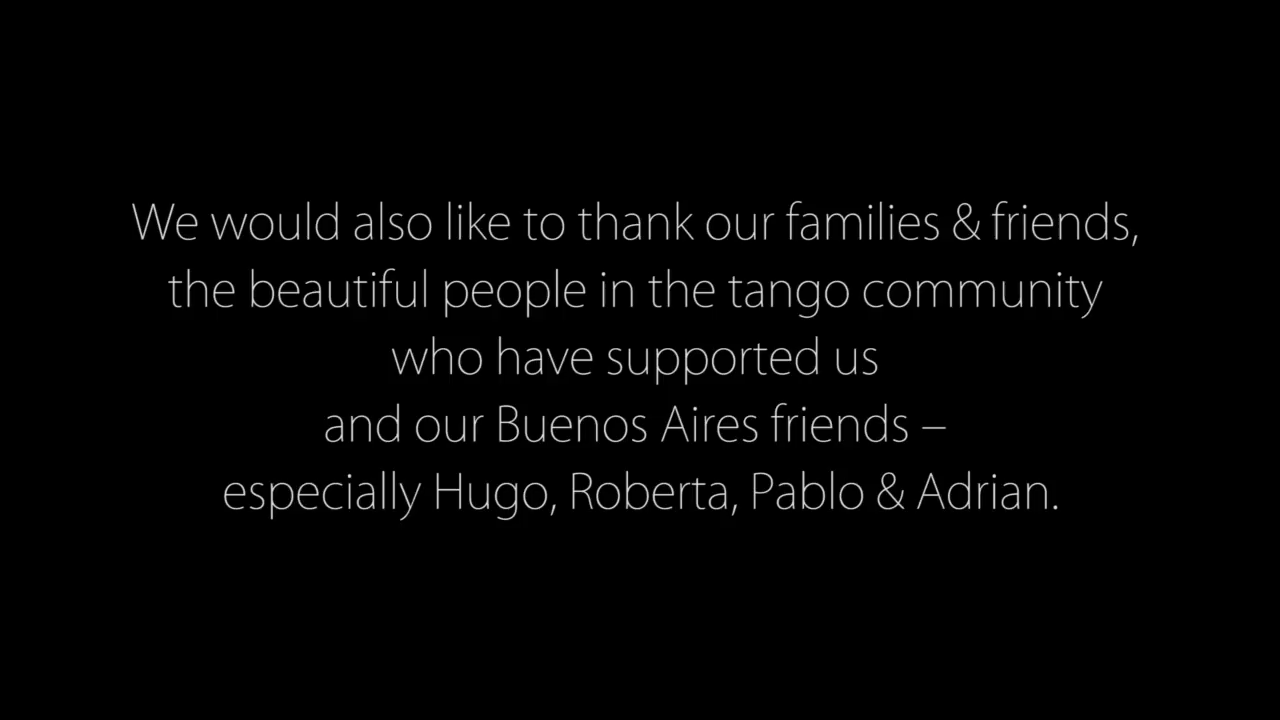 We would also like to thank our families & friends,
the beautiful people in the tango community
who have supported us
and our Buenos Aires friends –
especially Hugo, Roberta, Pablo & Adrian.